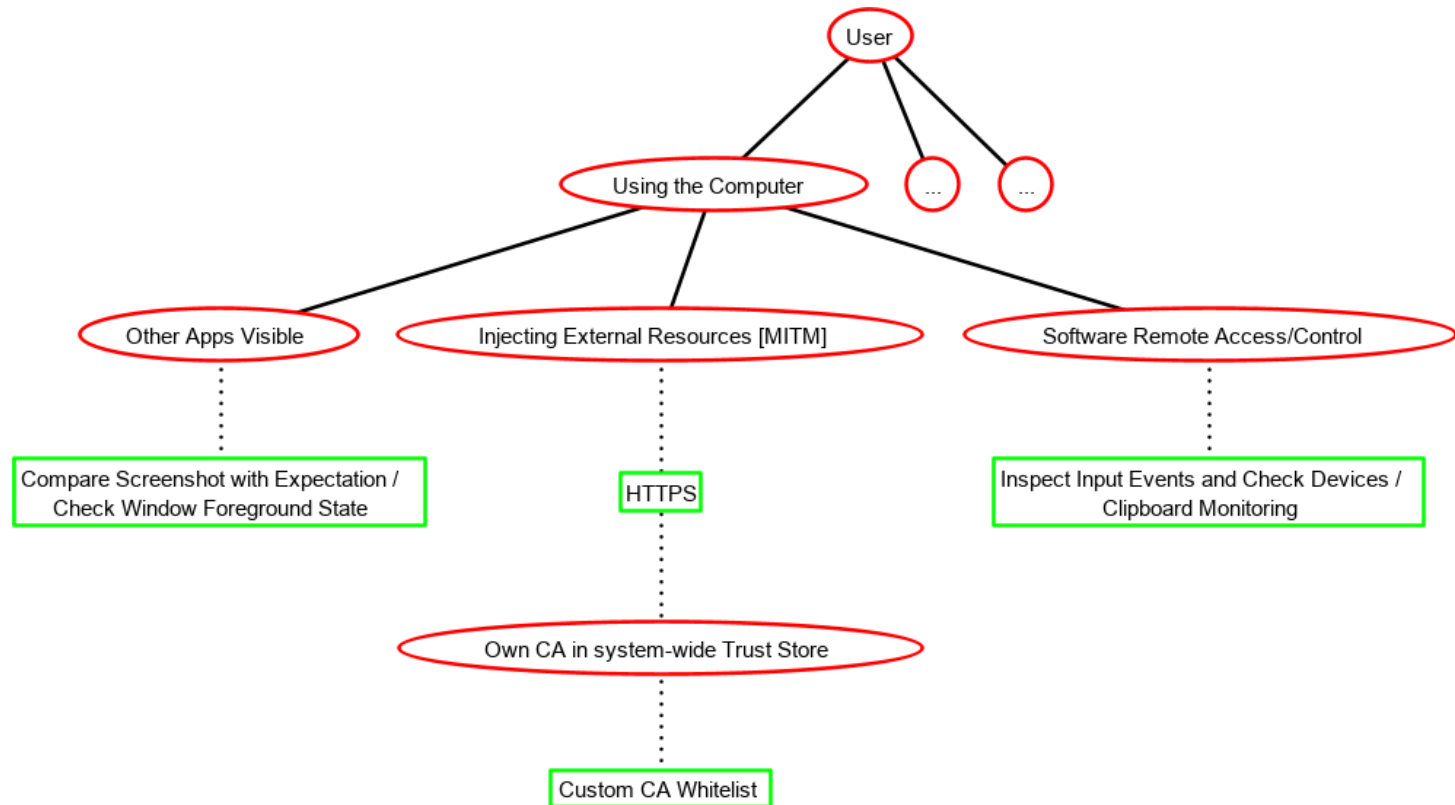 User
Using the Computer
...
...
Other Apps Visible
Injecting External Resources [MITM]
Software Remote Access/Control
Compare Screenshot with Expectation /
Check Window Foreground State
HTTPS
Inspect Input Events and Check Devices /
Clipboard Monitoring
Own CA in system-wide Trust Store
Custom CA Whitelist